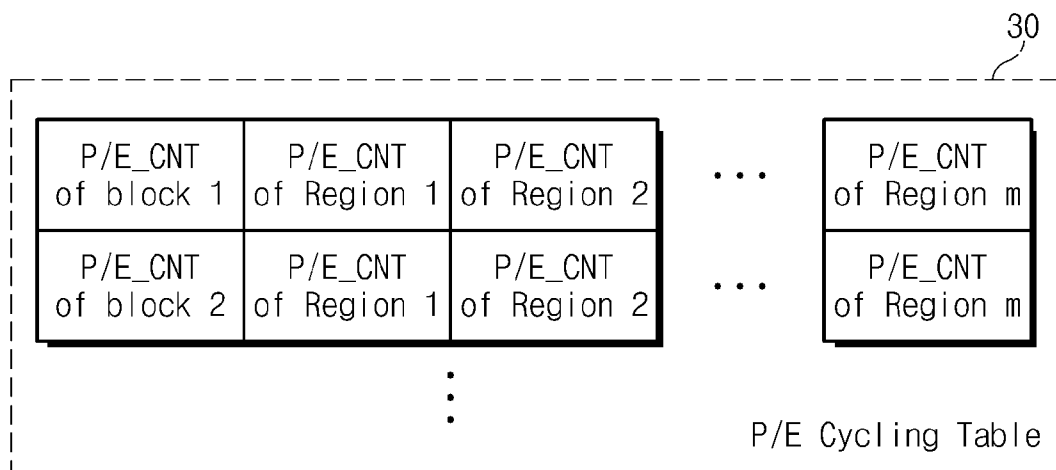 30
P/E_CNT of block 1
P/E_CNT of Region 1
P/E_CNT of Region 2
...
P/E_CNT of Region m
P/E_CNT of block 2
P/E_CNT of Region 1
P/E_CNT of Region 2
...
P/E_CNT of Region m
P/E Cycling Table